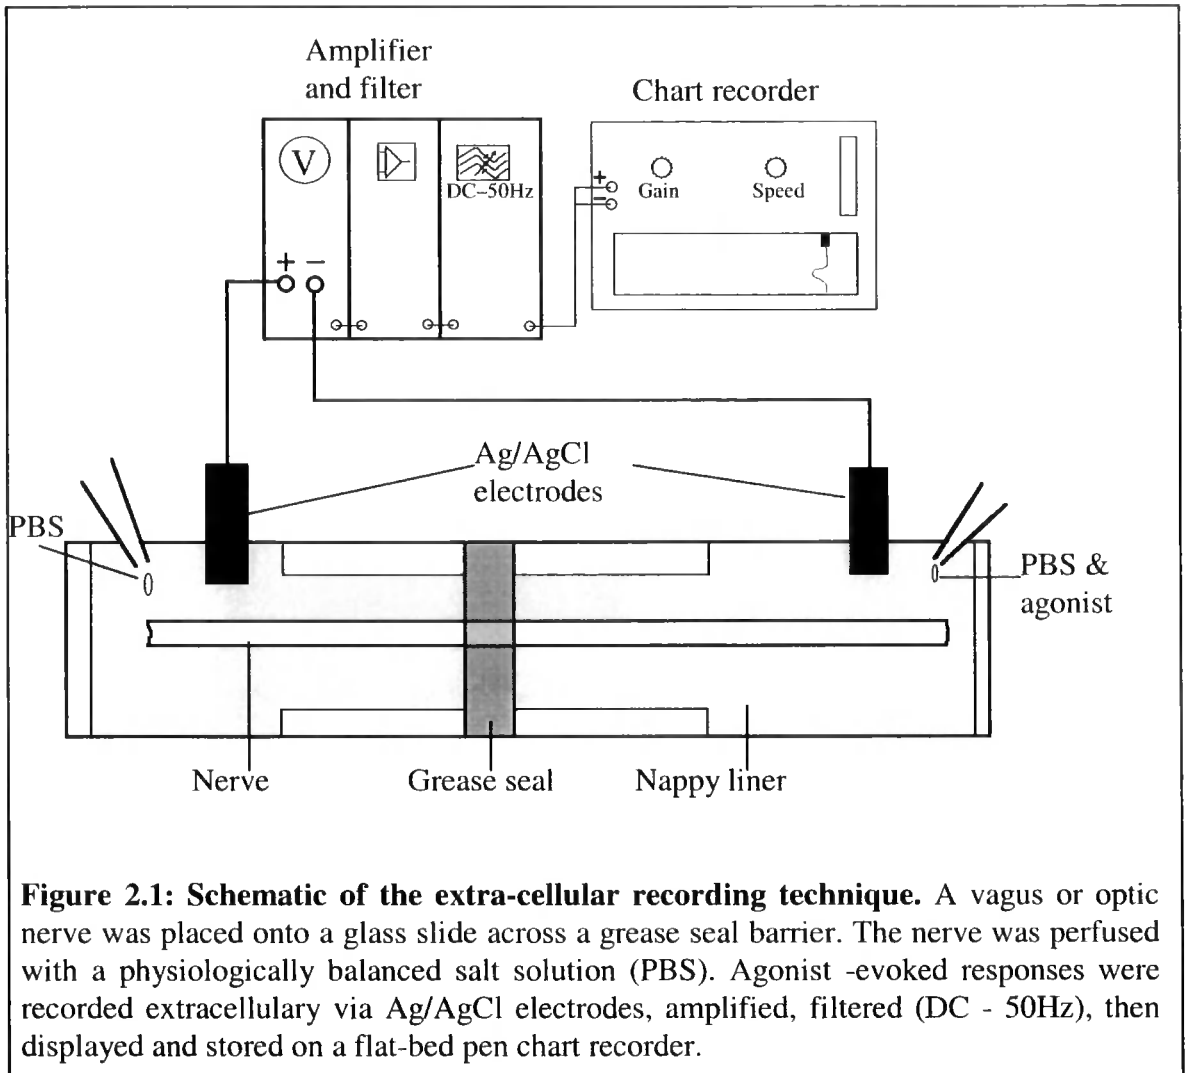 Amplifier
and filter
Chart recorder
V
DC–50Hz
+ −
+
−
Gain
Speed
Ag/AgCl
electrodes
PBS
PBS &
agonist
Nerve
Grease seal
Nappy liner
Figure 2.1: Schematic of the extra-cellular recording technique. A vagus or optic
nerve was placed onto a glass slide across a grease seal barrier. The nerve was perfused
with a physiologically balanced salt solution (PBS). Agonist -evoked responses were
recorded extracellulary via Ag/AgCl electrodes, amplified, filtered (DC - 50Hz), then
displayed and stored on a flat-bed pen chart recorder.